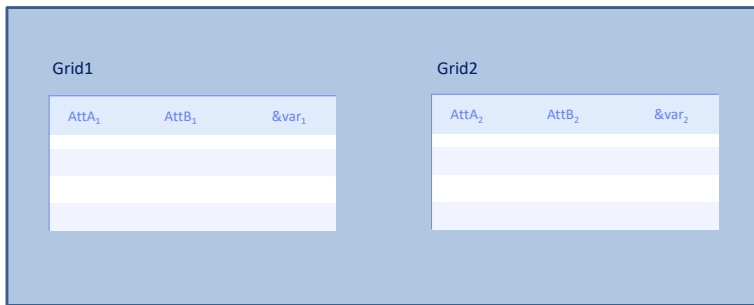 Grid1 Grid2
AttA₁ AttB₁ &var₁ AttA₂ AttB₂ &var₂